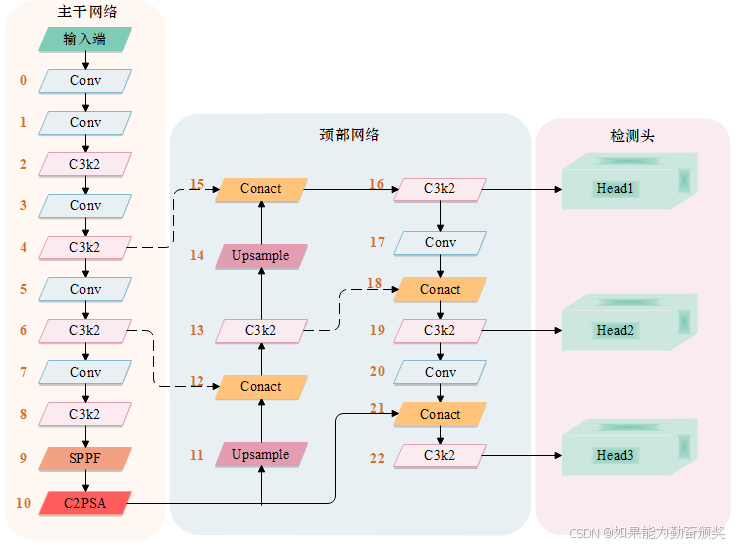 主干网络
输入端
0
Conv
1
Conv
2
C3k2
3
Conv
4
C3k2
5
Conv
6
C3k2
7
Conv
8
C3k2
9
SPPF
10
C2PSA
颈部网络
15
Conact
14
Upsample
13
C3k2
12
Conact
11
Upsample
16
C3k2
17
Conv
18
Conact
19
C3k2
20
Conv
21
Conact
22
C3k2
检测头
Head1
Head2
Head3
CSDN @如果能为勤奋颁奖